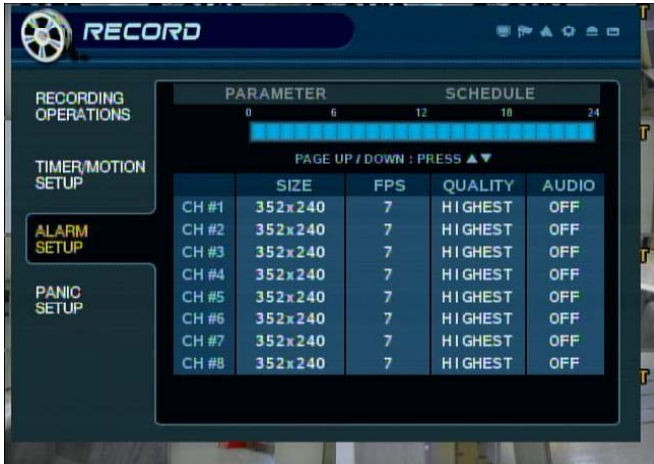 RECORD
RECORDING
OPERATIONS
TIMER/MOTION
SETUP
ALARM
SETUP
PANIC
SETUP
PARAMETER SCHEDULE
0 6 12 18 24
PAGE UP / DOWN : PRESS ▲▼
SIZE FPS QUALITY AUDIO
CH #1 352x240 7 HIGHEST OFF
CH #2 352x240 7 HIGHEST OFF
CH #3 352x240 7 HIGHEST OFF
CH #4 352x240 7 HIGHEST OFF
CH #5 352x240 7 HIGHEST OFF
CH #6 352x240 7 HIGHEST OFF
CH #7 352x240 7 HIGHEST OFF
CH #8 352x240 7 HIGHEST OFF
T
T
T
T